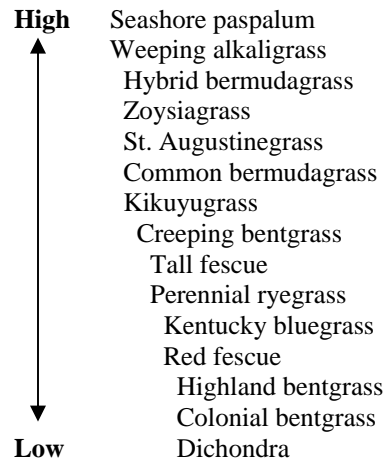 High Seashore paspalum
Weeping alkaligrass
Hybrid bermudagrass
Zoysiagrass
St. Augustinegrass
Common bermudagrass
Kikuyugrass
Creeping bentgrass
Tall fescue
Perennial ryegrass
Kentucky bluegrass
Red fescue
Highland bentgrass
Colonial bentgrass
Low Dichondra